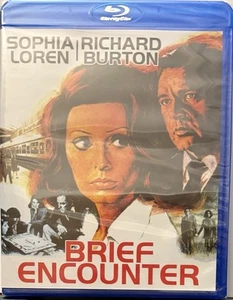 Blu-ray Disc
SOPHIA RICHARD
LOREN BURTON
BRIEF
ENCOUNTER